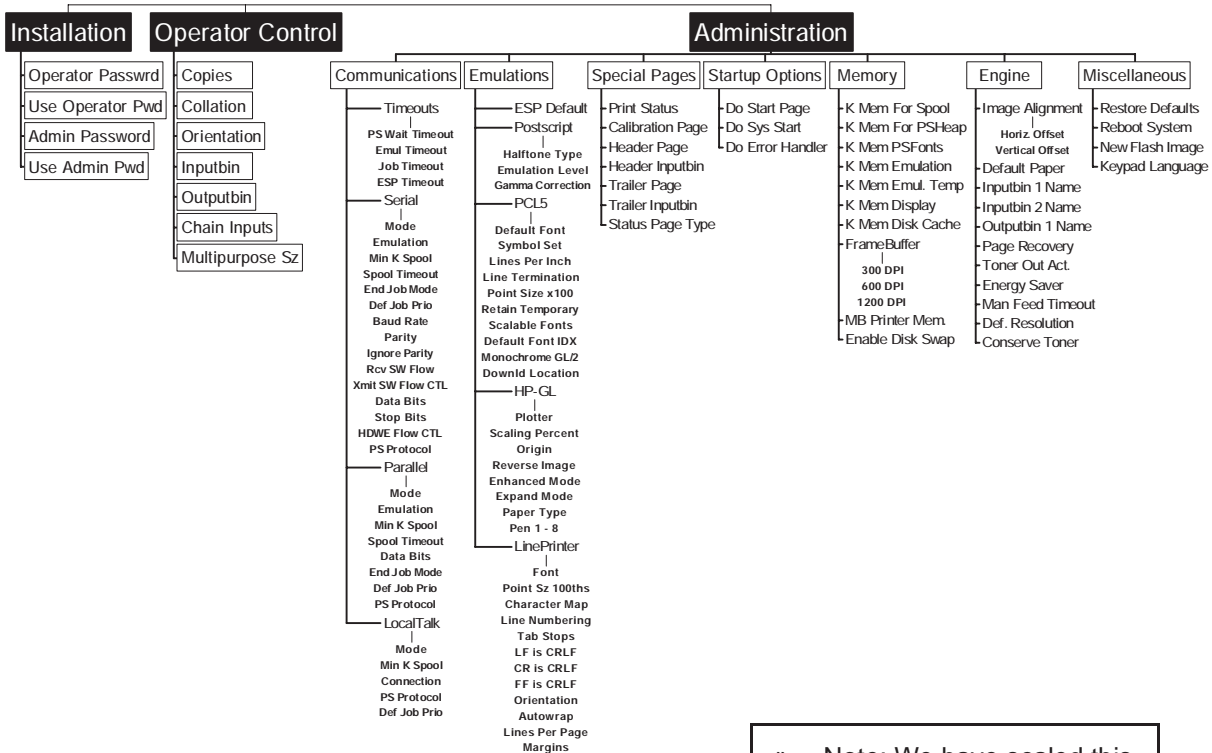 Installation
Operator Control
Administration
Operator Passwrd
Use Operator Pwd
Admin Password
Use Admin Pwd
Copies
Collation
Orientation
Inputbin
Outputbin
Chain Inputs
Multipurpose Sz
Communications
Timeouts
PS Wait Timeout
Emul Timeout
Job Timeout
ESP Timeout
Serial
Mode
Emulation
Min K Spool
Spool Timeout
End Job Mode
Def Job Prio
Baud Rate
Parity
Ignore Parity
Rcv SW Flow
Xmit SW Flow CTL
Data Bits
Stop Bits
HDWE Flow CTL
PS Protocol
Parallel
Mode
Emulation
Min K Spool
Spool Timeout
Data Bits
End Job Mode
Def Job Prio
PS Protocol
LocalTalk
Mode
Min K Spool
Connection
PS Protocol
Def Job Prio
Emulations
ESP Default
Postscript
Halftone Type
Emulation Level
Gamma Correction
PCL5
Default Font
Symbol Set
Lines Per Inch
Line Termination
Point Size x100
Retain Temporary
Scalable Fonts
Default Font IDX
Monochrome GL/2
Downld Location
HP-GL
Plotter
Scaling Percent
Origin
Reverse Image
Enhanced Mode
Expand Mode
Paper Type
Pen 1 - 8
LinePrinter
Font
Point Sz 100ths
Character Map
Line Numbering
Tab Stops
LF is CRLF
CR is CRLF
FF is CRLF
Orientation
Autowrap
Lines Per Page
Margins
Special Pages
Print Status
Calibration Page
Header Page
Header Inputbin
Trailer Page
Trailer Inputbin
Status Page Type
Startup Options
Do Start Page
Do Sys Start
Do Error Handler
Memory
K Mem For Spool
K Mem For PSHeap
K Mem PSFonts
K Mem Emulation
K Mem Emul. Temp
K Mem Display
K Mem Disk Cache
FrameBuffer
300 DPI
600 DPI
1200 DPI
MB Printer Mem.
Enable Disk Swap
Engine
Image Alignment
Horiz. Offset
Vertical Offset
Default Paper
Inputbin 1 Name
Inputbin 2 Name
Outputbin 1 Name
Page Recovery
Toner Out Act.
Energy Saver
Man Feed Timeout
Def. Resolution
Conserve Toner
Miscellaneous
Restore Defaults
Reboot System
New Flash Image
Keypad Language
Note: We have scaled this